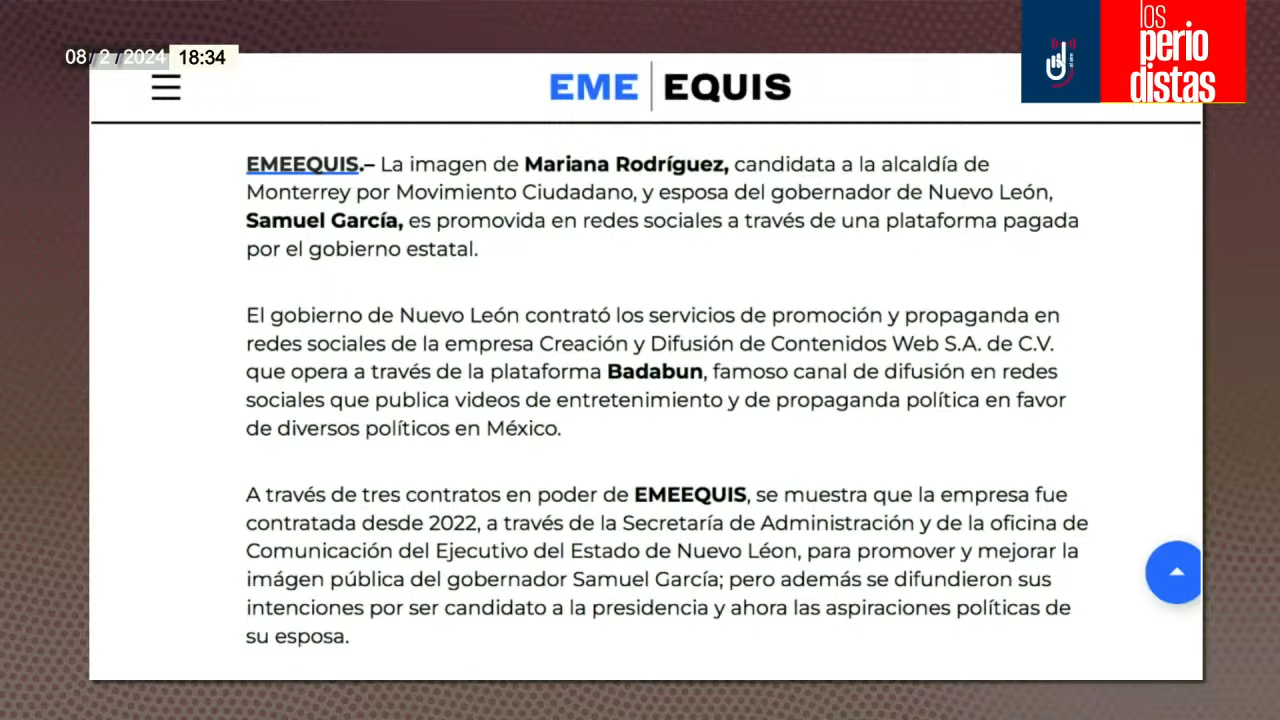 08/2/2024 18:34
los
perio
distas
EME EQUIS
EMEEQUIS.– La imagen de Mariana Rodríguez, candidata a la alcaldía de
Monterrey por Movimiento Ciudadano, y esposa del gobernador de Nuevo León,
Samuel García, es promovida en redes sociales a través de una plataforma pagada
por el gobierno estatal.
El gobierno de Nuevo León contrató los servicios de promoción y propaganda en
redes sociales de la empresa Creación y Difusión de Contenidos Web S.A. de C.V.
que opera a través de la plataforma Badabun, famoso canal de difusión en redes
sociales que publica videos de entretenimiento y de propaganda política en favor
de diversos políticos en México.
A través de tres contratos en poder de EMEEQUIS, se muestra que la empresa fue
contratada desde 2022, a través de la Secretaría de Administración y de la oficina de
Comunicación del Ejecutivo del Estado de Nuevo Léon, para promover y mejorar la
imágen pública del gobernador Samuel García; pero además se difundieron sus
intenciones por ser candidato a la presidencia y ahora las aspiraciones políticas de
su esposa.